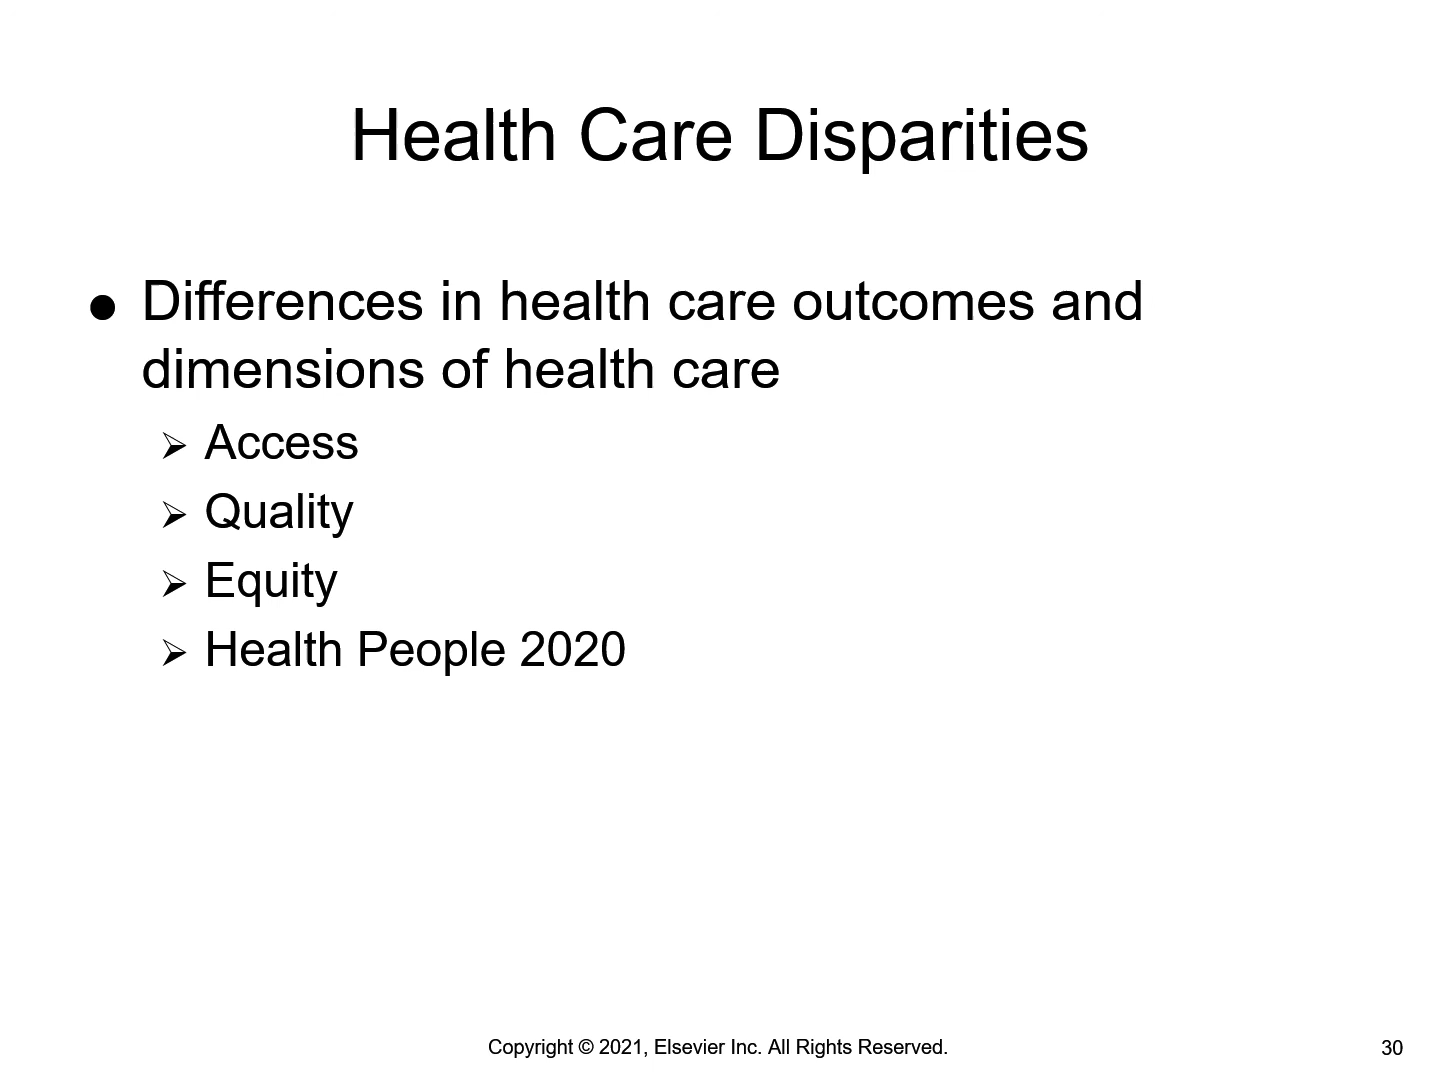 Health Care Disparities
● Differences in health care outcomes and
dimensions of health care
➢ Access
➢ Quality
➢ Equity
➢ Health People 2020
Copyright © 2021, Elsevier Inc. All Rights Reserved.
30